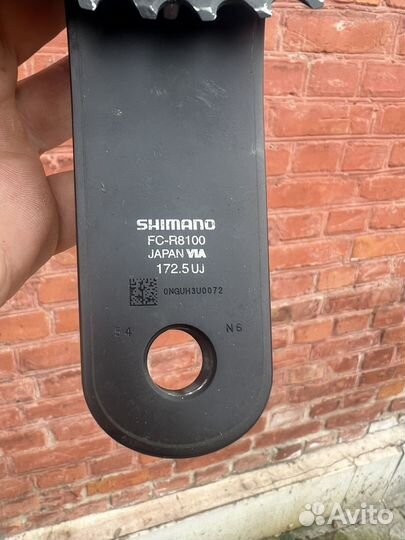 SHIMANO
FC-R8100
JAPAN VIA
172.5 UJ
0NGUH3U0072
54 N6
Avito